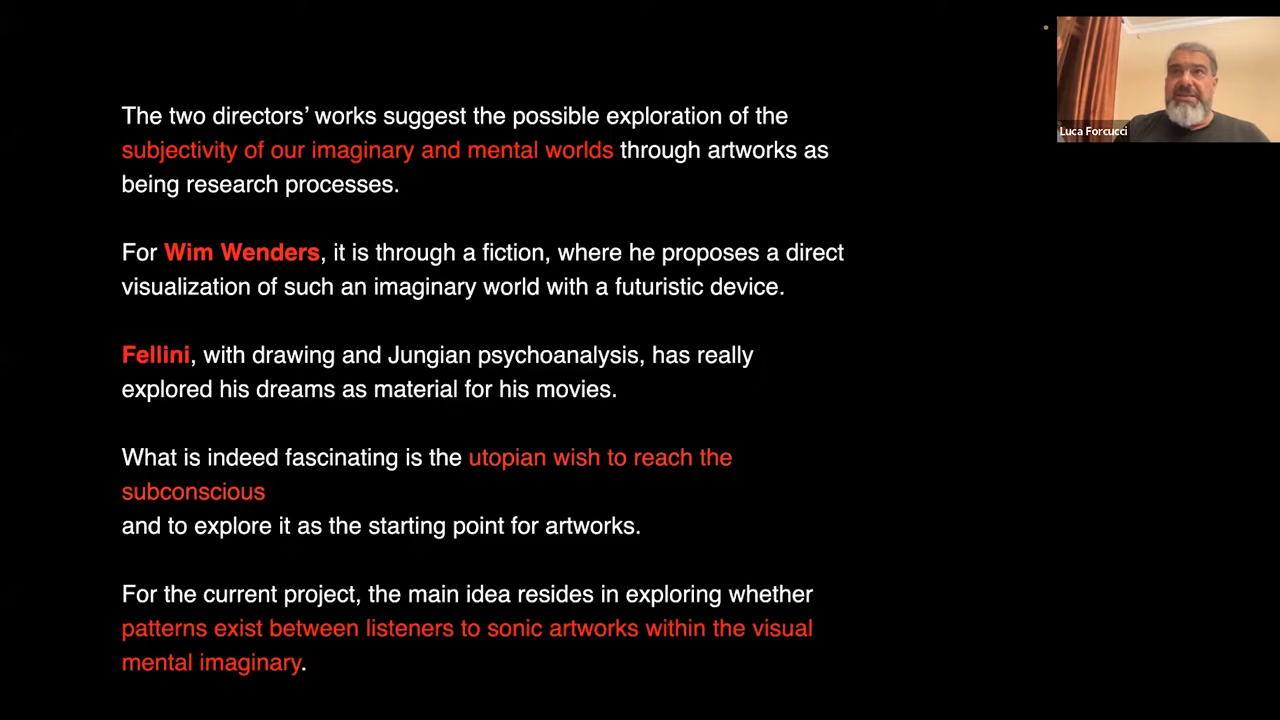 The two directors’ works suggest the possible exploration of the
subjectivity of our imaginary and mental worlds through artworks as
being research processes.
For Wim Wenders, it is through a fiction, where he proposes a direct
visualization of such an imaginary world with a futuristic device.
Fellini, with drawing and Jungian psychoanalysis, has really
explored his dreams as material for his movies.
What is indeed fascinating is the utopian wish to reach the
subconscious
and to explore it as the starting point for artworks.
For the current project, the main idea resides in exploring whether
patterns exist between listeners to sonic artworks within the visual
mental imaginary.
Luca Forcucci